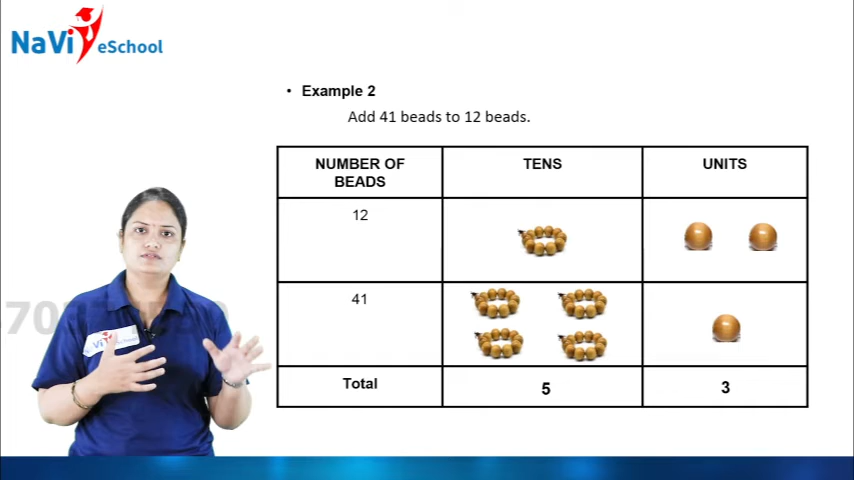 NaVi eSchool
• Example 2
Add 41 beads to 12 beads.
NUMBER OF BEADS
TENS
UNITS
12
41
Total
5
3